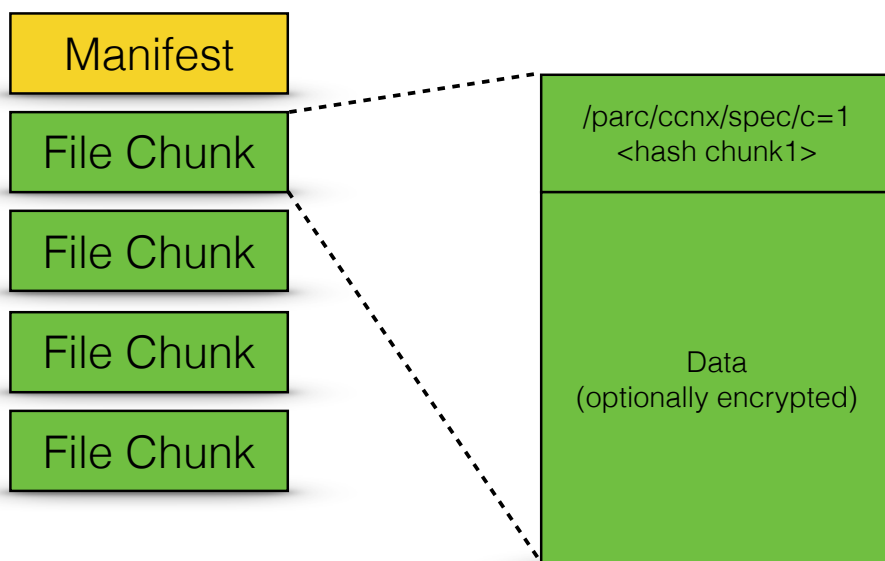 Manifest
File Chunk
File Chunk
File Chunk
File Chunk
/parc/ccnx/spec/c=1
<hash chunk1>
Data
(optionally encrypted)